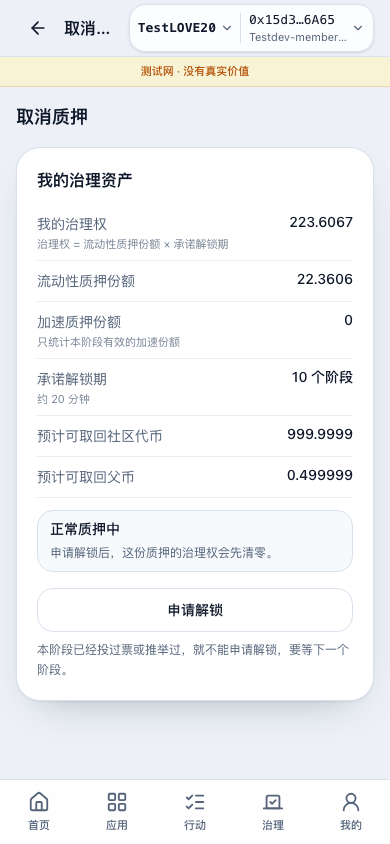 取消...
TestLOVE20
0x15d3…6A65
Testdev-member...
测试网 · 没有真实价值
取消质押
我的治理资产
我的治理权
223.6067
治理权 = 流动性质押份额 × 承诺解锁期
流动性质押份额
22.3606
加速质押份额
0
只统计本阶段有效的加速份额
承诺解锁期
10 个阶段
约 20 分钟
预计可取回社区代币
999.9999
预计可取回父币
0.499999
正常质押中
申请解锁后，这份质押的治理权会先清零。
申请解锁
本阶段已经投过票或推举过，就不能申请解锁，要等下一个
阶段。
首页
应用
行动
治理
我的